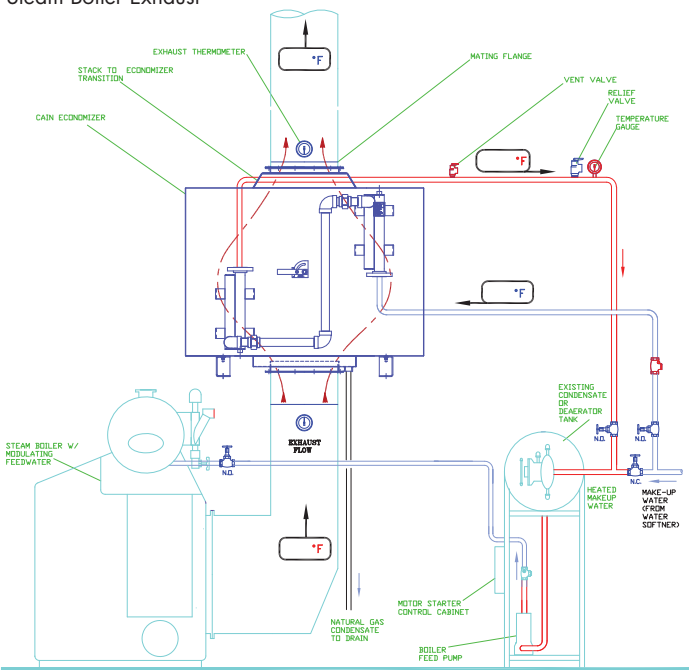 Steam Boiler Exhaust
EXHAUST THERMOMETER
°F
MATING FLANGE
STACK TO ECONOMIZER
TRANSITION
VENT VALVE
RELIEF
VALVE
TEMPERATURE
GAUGE
CAIN ECONOMIZER
°F
°F
EXISTING
CONDENSATE
OR
DEAERATOR
TANK
EXHAUST
FLOW
STEAM BOILER W/
MODULATING
FEEDWATER
N.O.
N.O.
N.O.
N.C.
HEATED
MAKEUP
WATER
MAKE-UP
WATER
(FROM
WATER
SOFTNER)
°F
MOTOR STARTER
CONTROL CABINET
NATURAL GAS
CONDENSATE
TO DRAIN
BOILER
FEED PUMP